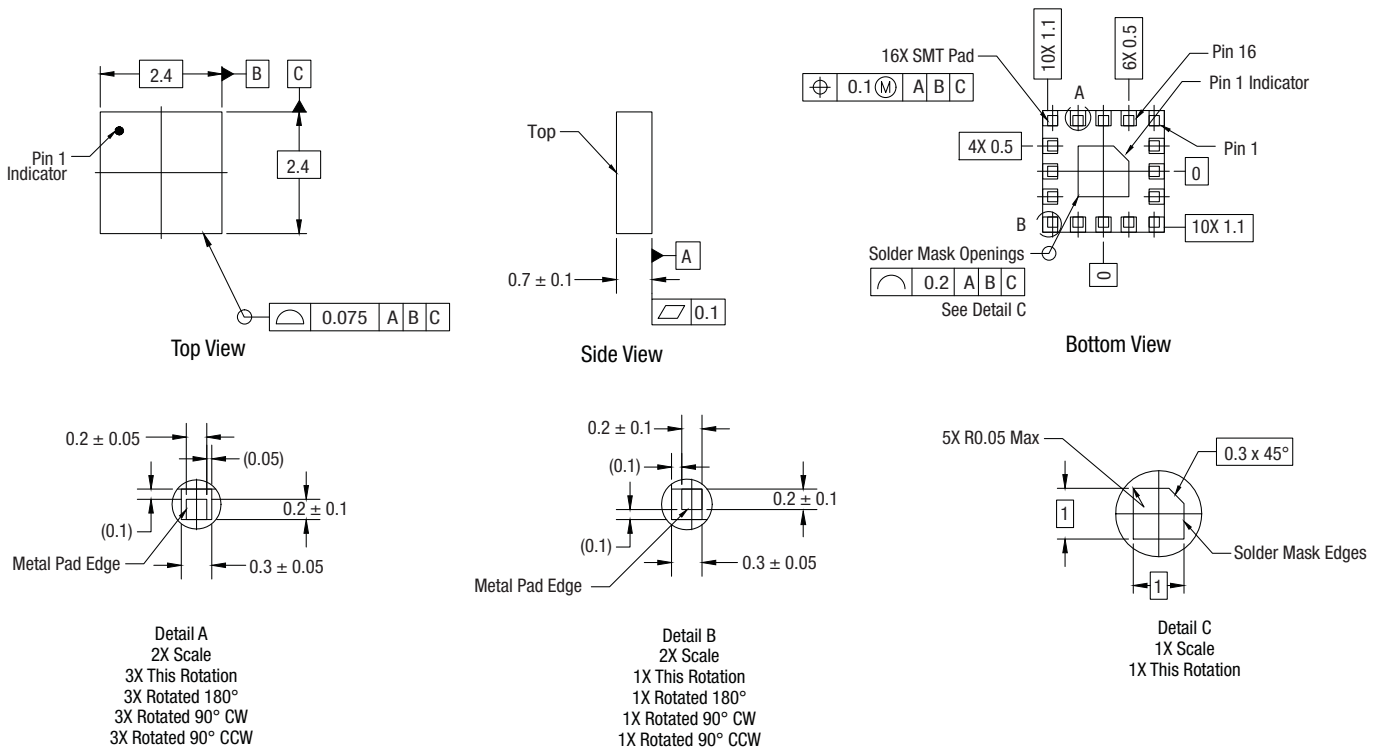 2.4
B
C
Pin 1
Indicator
2.4
0.075 A B C
Top View
Top
A
0.7 ± 0.1
0.1
Side View
16X SMT Pad
10X 1.1
6X 0.5
Pin 16
Pin 1 Indicator
0.1 Ⓜ A B C
A
4X 0.5
Pin 1
0
B
10X 1.1
Solder Mask Openings
0
0.2 A B C
See Detail C
Bottom View
0.2 ± 0.05
(0.05)
0.2 ± 0.1
(0.1)
Metal Pad Edge
0.3 ± 0.05
Detail A
2X Scale
3X This Rotation
3X Rotated 180°
3X Rotated 90° CW
3X Rotated 90° CCW
0.2 ± 0.1
(0.1)
0.2 ± 0.1
(0.1)
0.3 ± 0.05
Metal Pad Edge
Detail B
2X Scale
1X This Rotation
1X Rotated 180°
1X Rotated 90° CW
1X Rotated 90° CCW
5X R0.05 Max
0.3 x 45°
1
Solder Mask Edges
1
Detail C
1X Scale
1X This Rotation